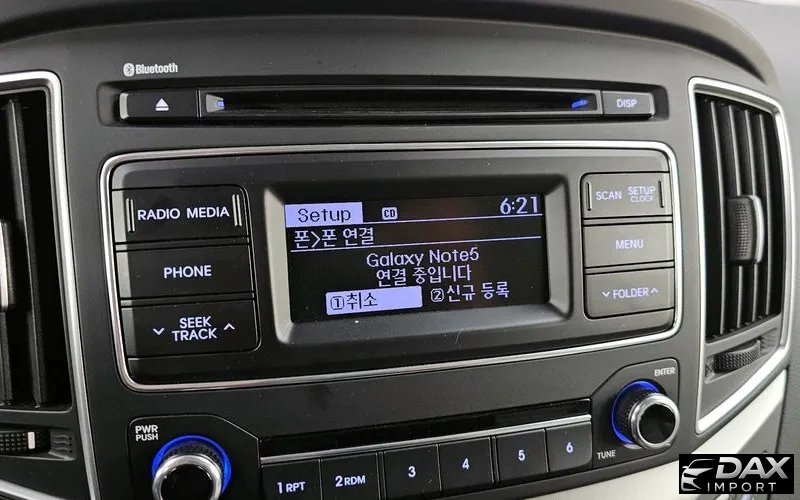 Bluetooth
DISP
RADIO MEDIA
PHONE
SEEK
TRACK
Setup CD 6:21
폰>폰 연결
Galaxy Note5
연결 중입니다
①취소 ②신규 등록
SCAN SETUP
CLOCK
MENU
FOLDER
PWR
PUSH
1 RPT 2 RDM 3 4 5 6
ENTER
TUNE
DAX
IMPORT